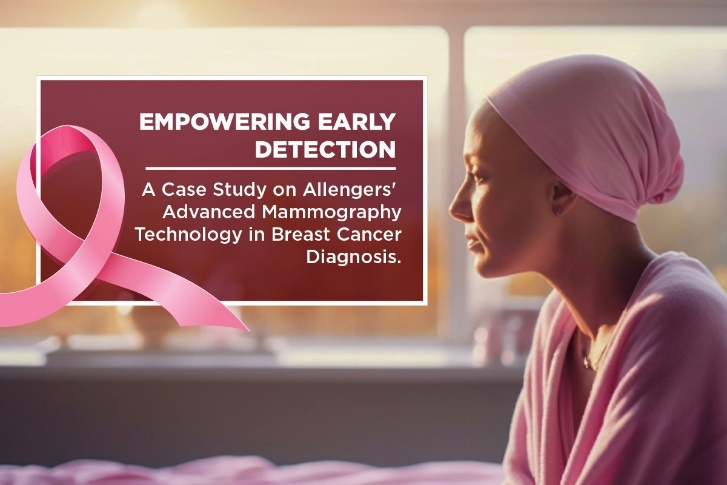 EMPOWERING EARLY
DETECTION
A Case Study on Allengers'
Advanced Mammography
Technology in Breast Cancer
Diagnosis.